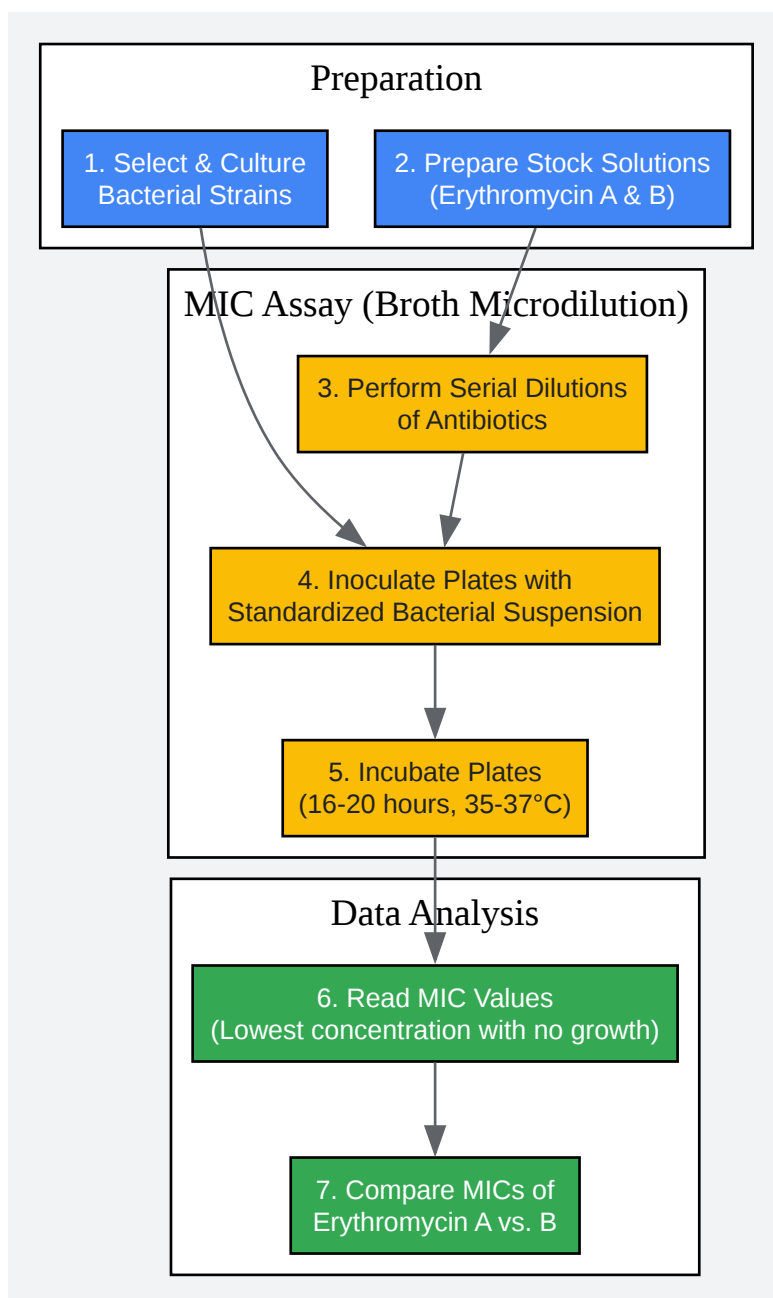 Preparation
1. Select & Culture
Bacterial Strains
2. Prepare Stock Solutions
(Erythromycin A & B)
MIC Assay (Broth Microdilution)
3. Perform Serial Dilutions
of Antibiotics
4. Inoculate Plates with
Standardized Bacterial Suspension
5. Incubate Plates
(16-20 hours, 35-37°C)
Data Analysis
6. Read MIC Values
(Lowest concentration with no growth)
7. Compare MICs of
Erythromycin A vs. B